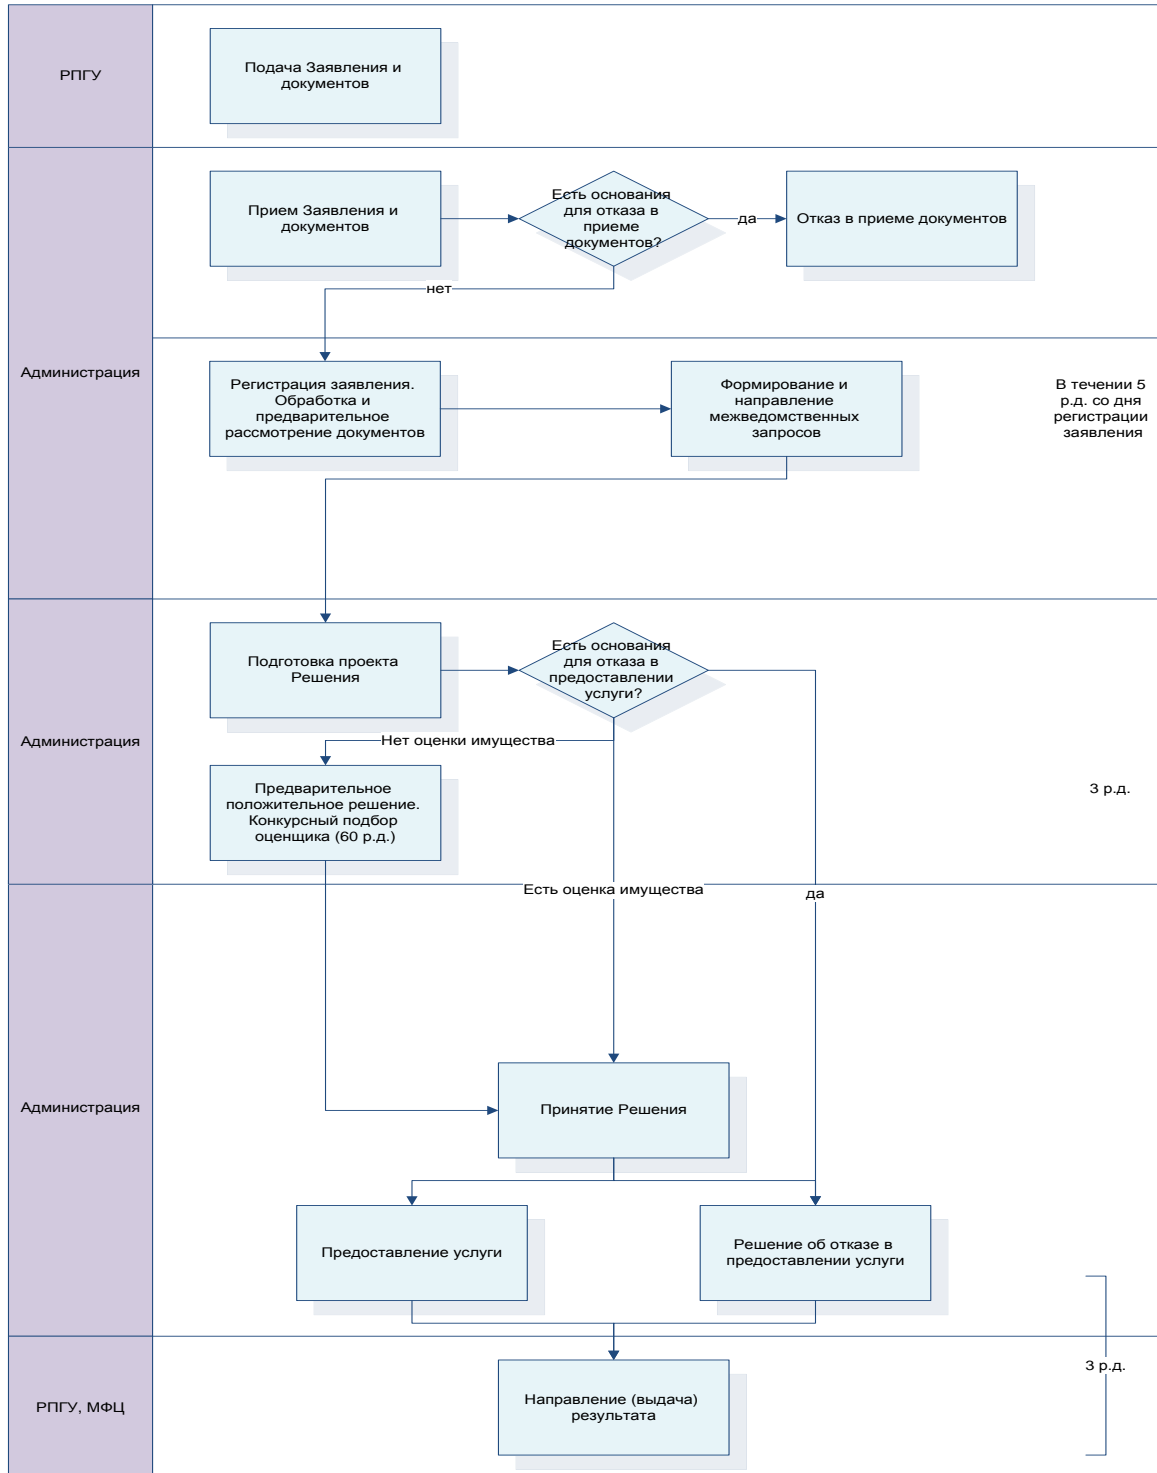 РПГУ
Подача Заявления и
документов
Администрация
Прием Заявления и
документов
Есть основания
для отказа в
приеме
документов?
да
Отказ в приеме документов
нет
Регистрация заявления.
Обработка и
предварительное
рассмотрение документов
Формирование и
направление
межведомственных
запросов
В течении 5
р.д. со дня
регистрации
заявления
Администрация
Подготовка проекта
Решения
Есть основания
для отказа в
предоставлении
услуги?
Нет оценки имущества
Предварительное
положительное решение.
Конкурсный подбор
оценщика (60 р.д.)
3 р.д.
Есть оценка имущества
да
Администрация
Принятие Решения
Предоставление услуги
Решение об отказе в
предоставлении услуги
3 р.д.
РПГУ, МФЦ
Направление (выдача)
результата